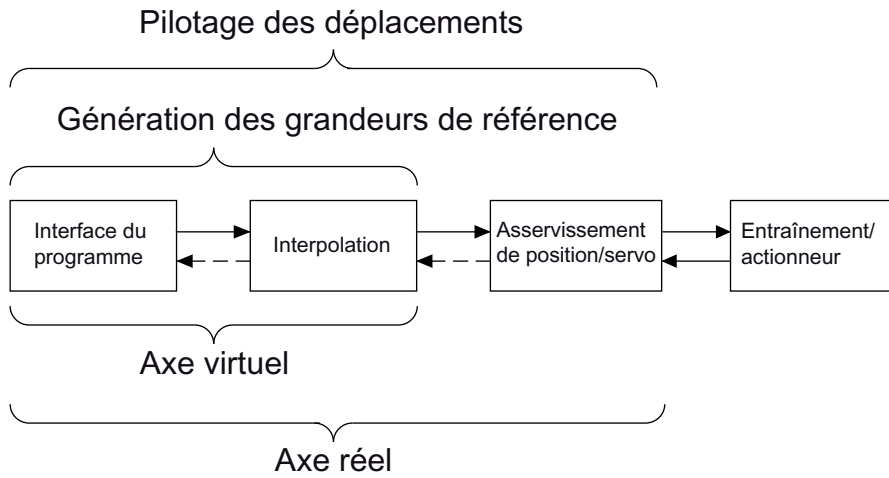 Pilotage des déplacements
Génération des grandeurs de référence
Interface du
programme
Interpolation
Asservissement
de position/servo
Entraînement/
actionneur
Axe virtuel
Axe réel